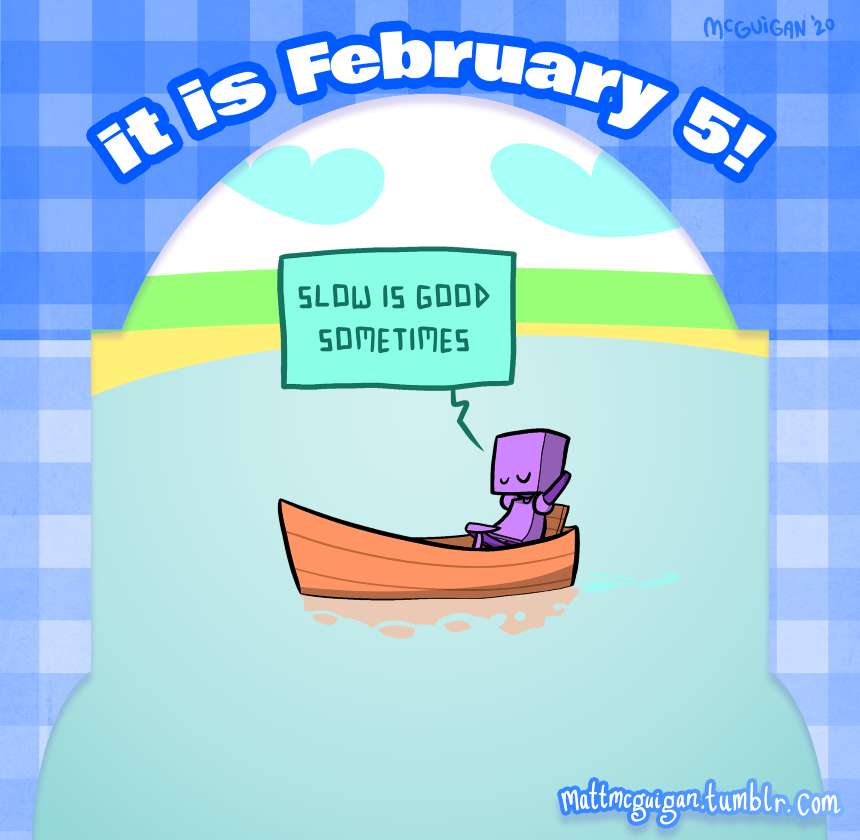 McGUiGAN '20
it is February 5!
SLOW IS GOOD
SOMETIMES
mattmcguigan.tumblr.com